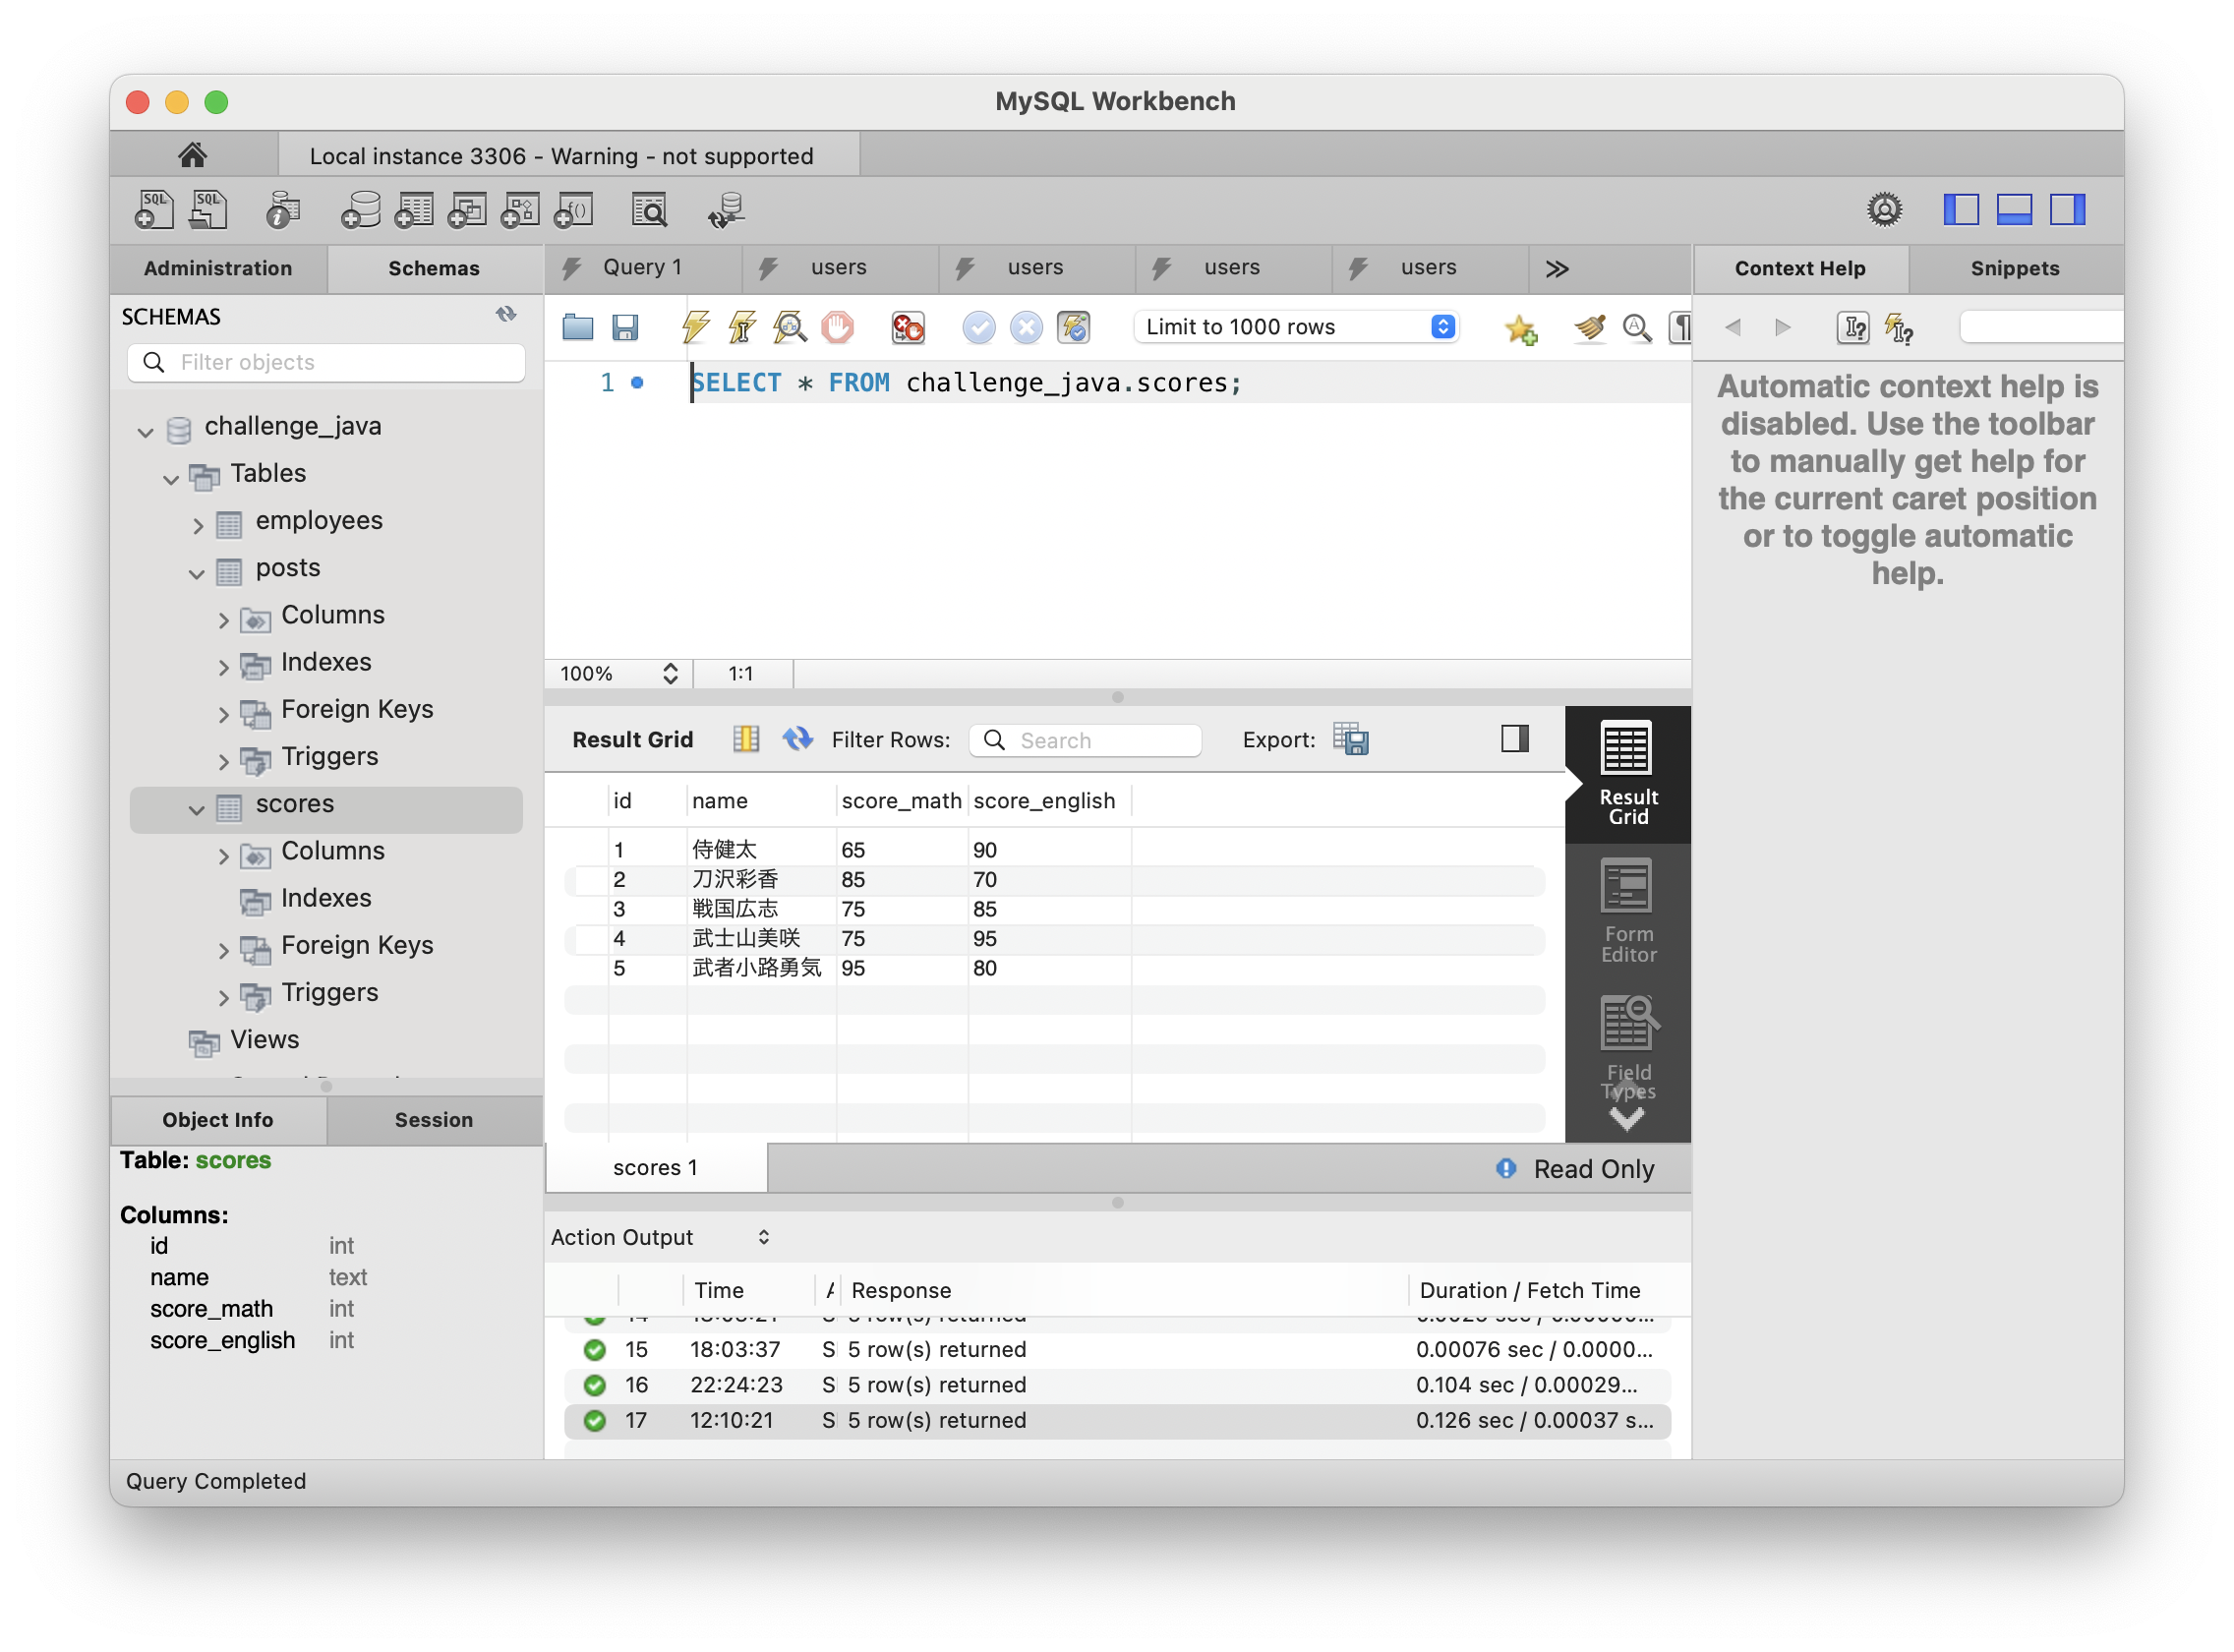 MySQL Workbench
Local instance 3306 - Warning - not supported
SQL SQL
Administration Schemas
Query 1 users users users users
Context Help Snippets
SCHEMAS
Filter objects
Limit to 1000 rows
1 SELECT * FROM challenge_java.scores;
challenge_java
Tables
employees
posts
Columns
Indexes
Foreign Keys
Triggers
scores
Columns
Indexes
Foreign Keys
Triggers
Views
Automatic context help is
disabled. Use the toolbar
to manually get help for
the current caret position
or to toggle automatic
help.
100% 1:1
Result Grid Filter Rows: Search Export:
id name score_math score_english
1 侍健太 65 90
2 刀沢彩香 85 70
3 戦国広志 75 85
4 武士山美咲 75 95
5 武者小路勇気 95 80
Result
Grid
Form
Editor
Field
Types
scores 1 Read Only
Object Info Session
Table: scores
Columns:
id int
name text
score_math int
score_english int
Action Output
Time Response Duration / Fetch Time
15 18:03:37 5 row(s) returned 0.00076 sec / 0.0000...
16 22:24:23 5 row(s) returned 0.104 sec / 0.00029...
17 12:10:21 5 row(s) returned 0.126 sec / 0.00037 s...
Query Completed